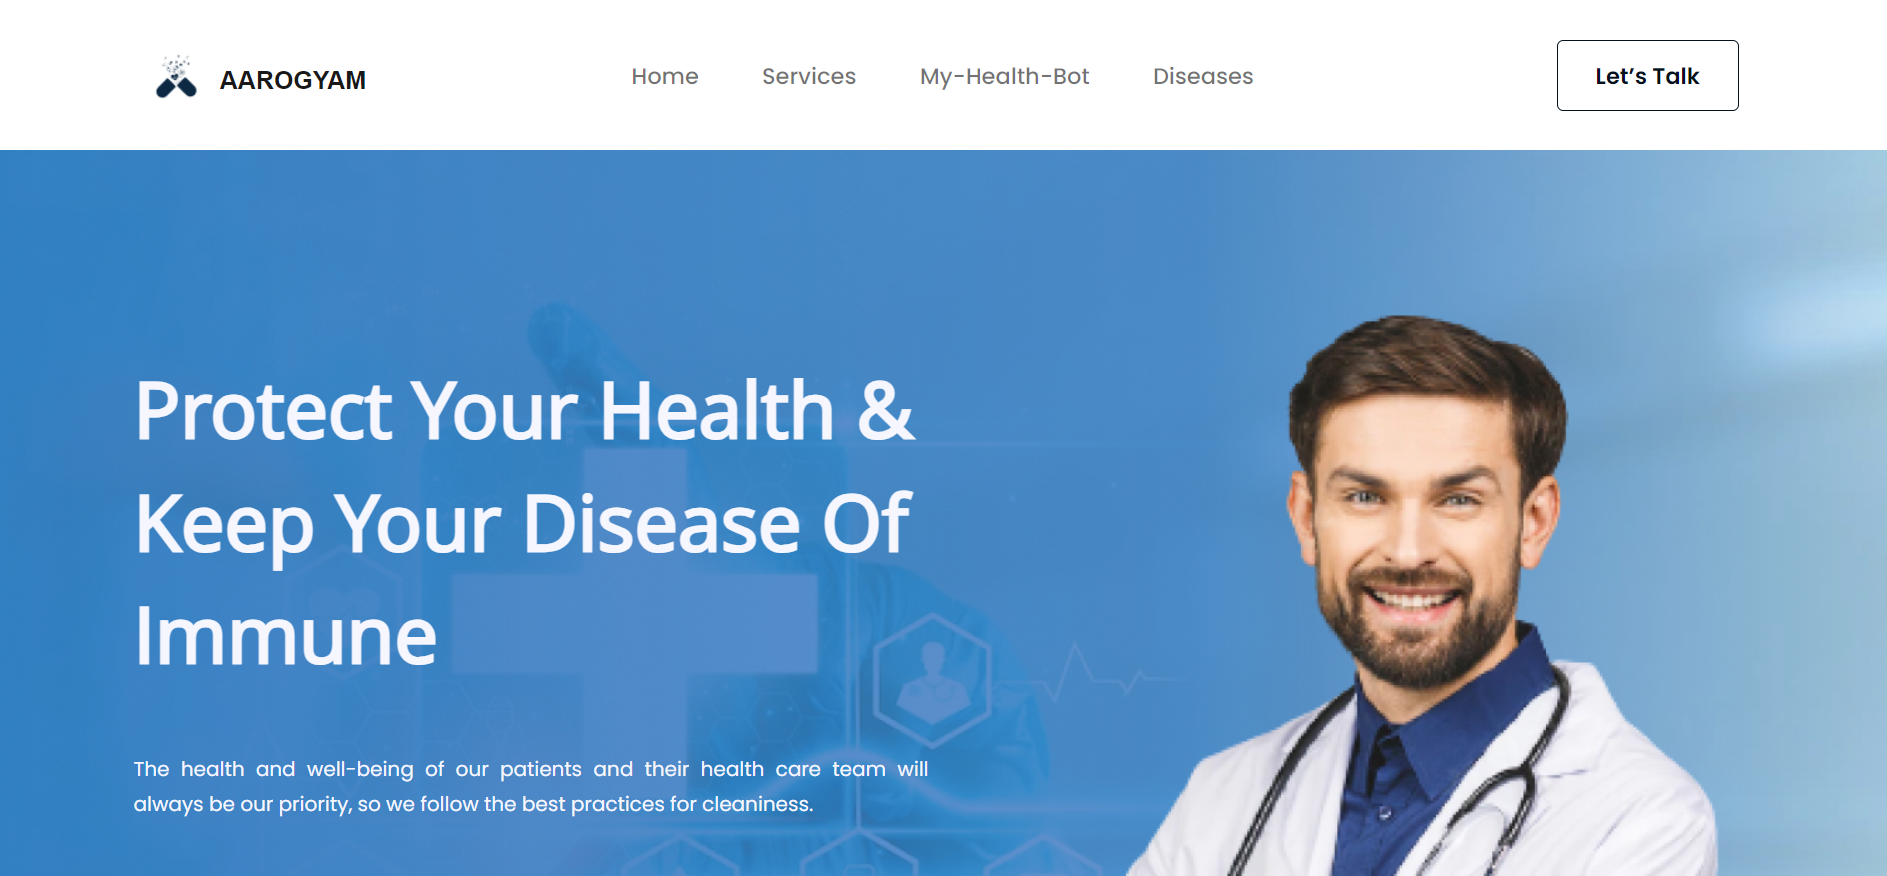 AAROGYAM
Home
Services
My-Health-Bot
Diseases
Let’s Talk
Protect Your Health &
Keep Your Disease Of
Immune
The health and well-being of our patients and their health care team will
always be our priority, so we follow the best practices for cleaniness.